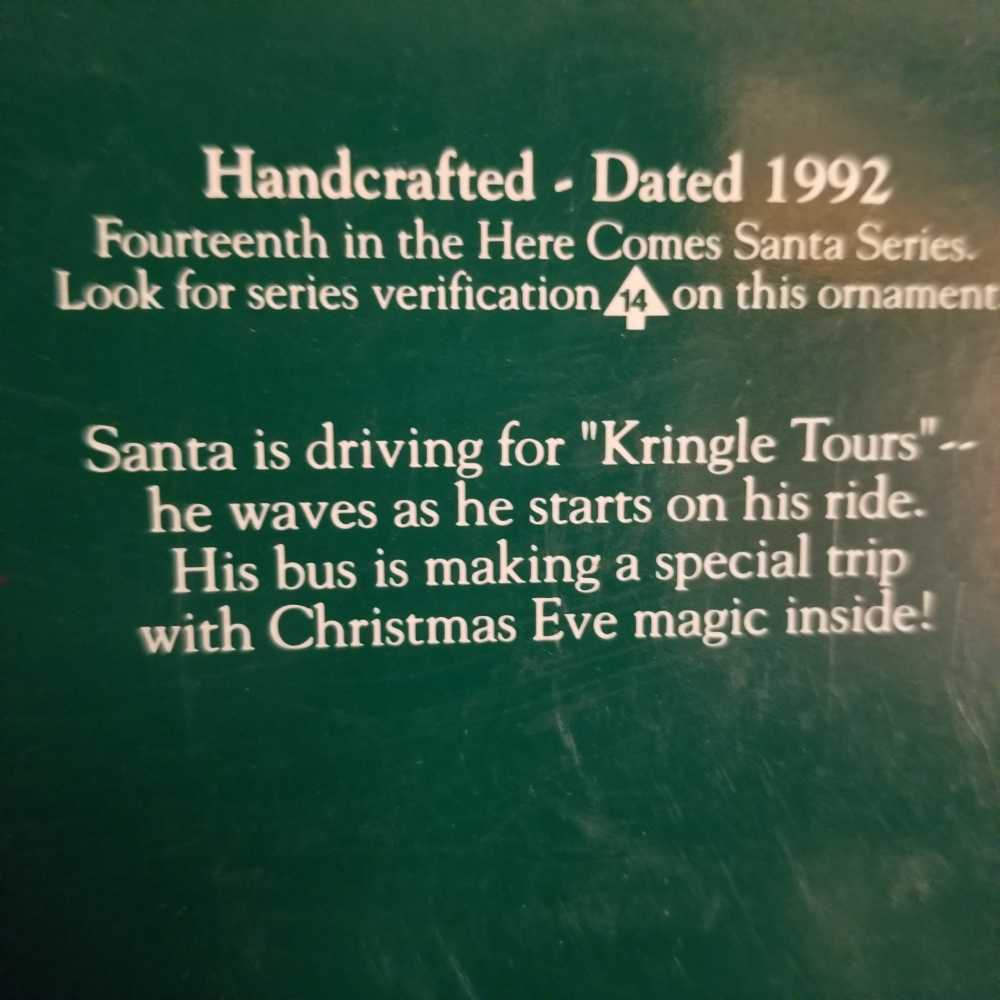 Handcrafted - Dated 1992
Fourteenth in the Here Comes Santa Series.
Look for series verification 14 on this ornament
Santa is driving for "Kringle Tours"--
he waves as he starts on his ride.
His bus is making a special trip
with Christmas Eve magic inside!